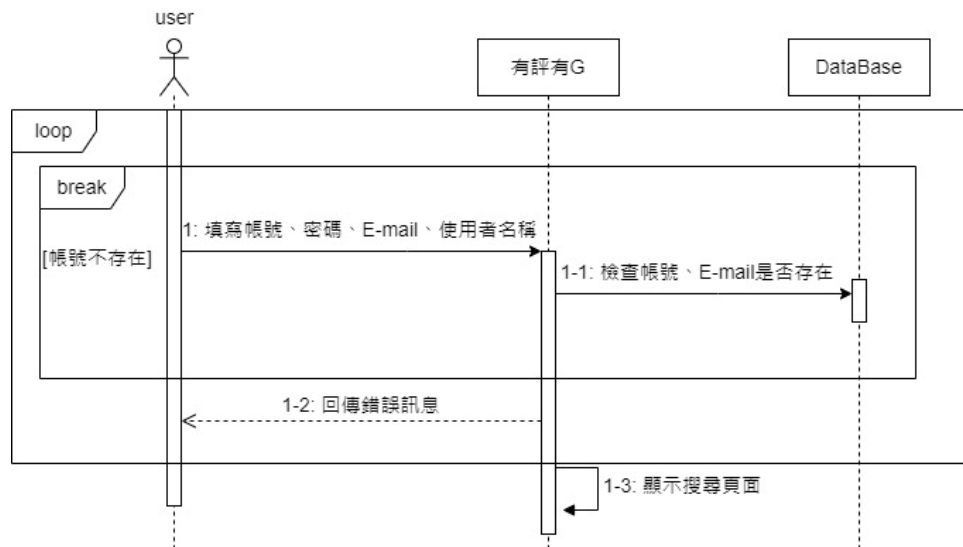 user
有評有G
DataBase
loop
break
[帳號不存在]
1: 填寫帳號、密碼、E-mail、使用者名稱
1-1: 檢查帳號、E-mail是否存在
1-2: 回傳錯誤訊息
1-3: 顯示搜尋頁面